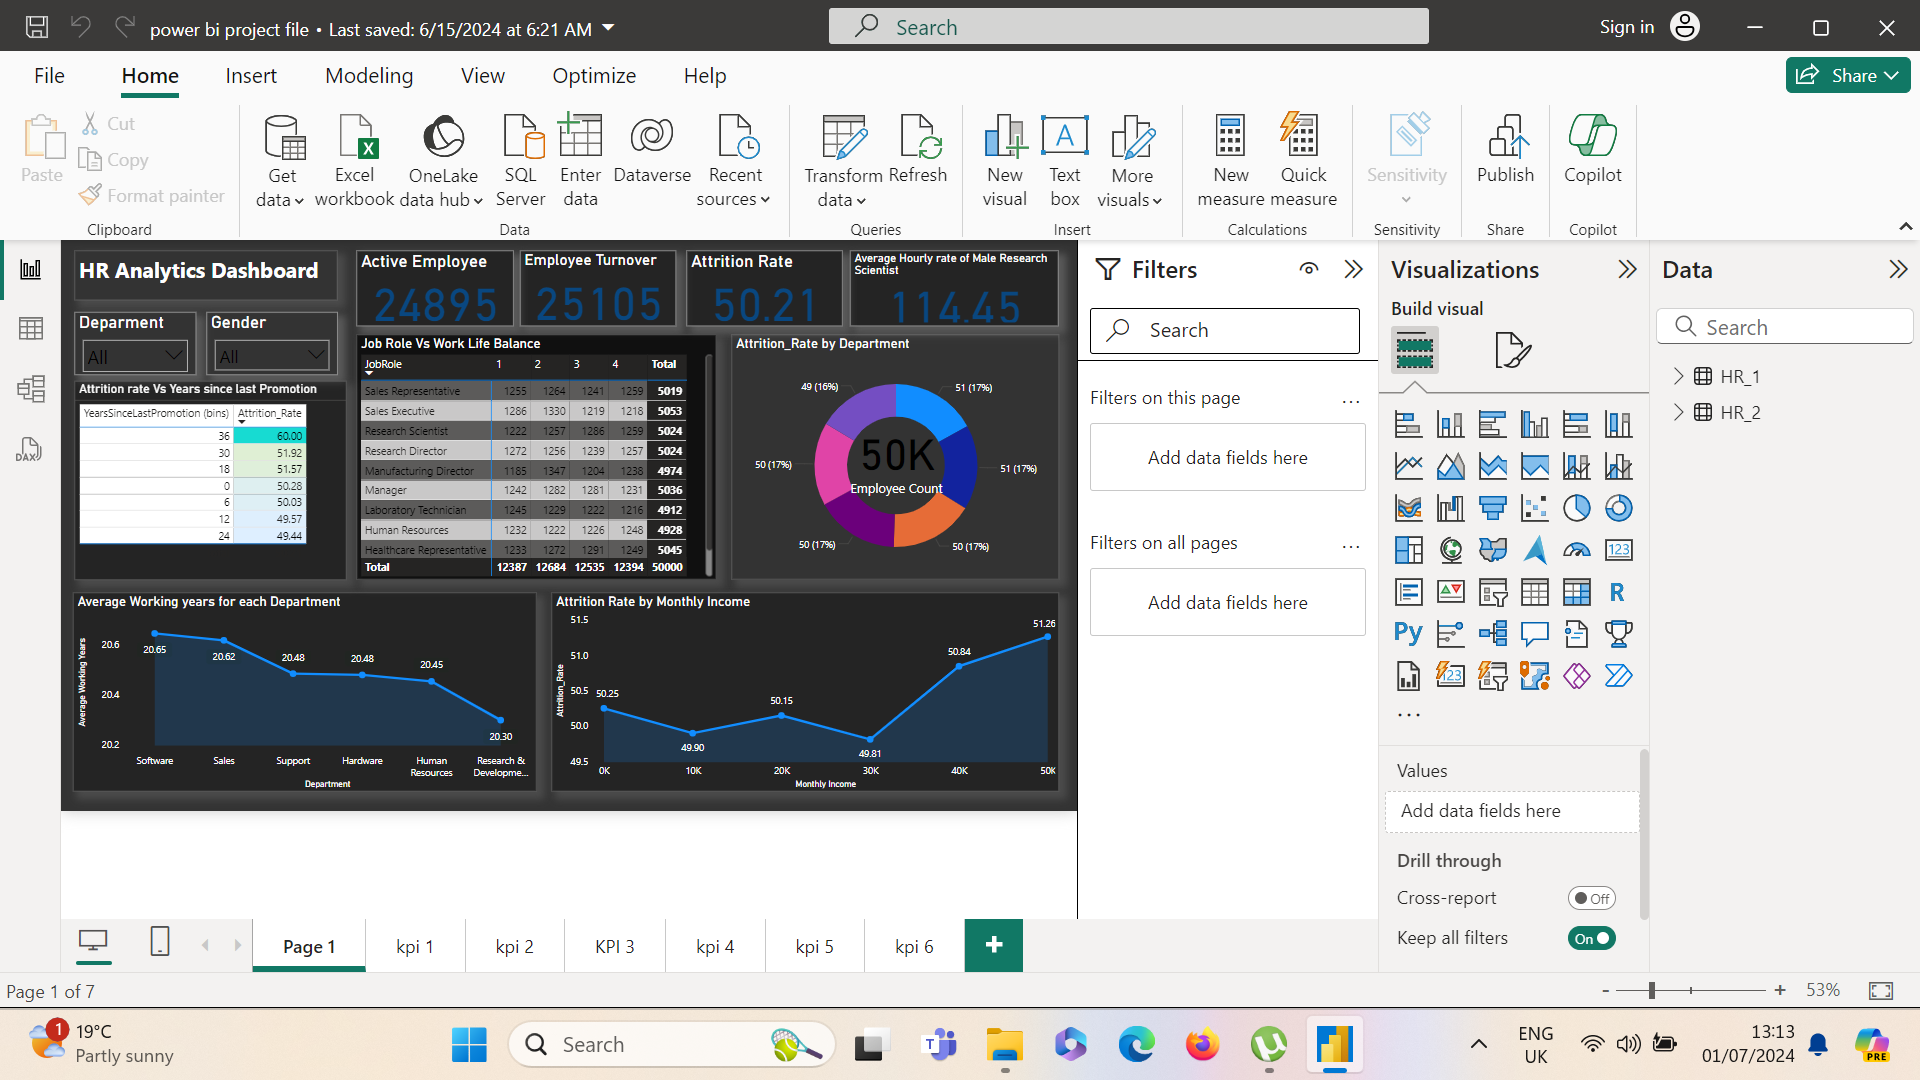 power bi project file • Last saved: 6/15/2024 at 6:21 AM
Search
Sign in
File Home Insert Modeling View Optimize Help
Share
Paste
Cut
Copy
Format painter
Clipboard
Get data
Excel workbook
OneLake data hub
SQL Server
Enter data
Dataverse
Recent sources
Data
Transform data
Refresh
Queries
New visual
Text box
More visuals
Insert
New measure
Quick measure
Calculations
Sensitivity
Sensitivity
Publish
Share
Copilot
Copilot
DAX
HR Analytics Dashboard
Active Employee
24895
Employee Turnover
25105
Attrition Rate
50.21
Average Hourly rate of Male Research Scientist
114.45
Deparment
All
Gender
All
Attrition rate Vs Years since last Promotion
YearsSinceLastPromotion (bins) Attrition_Rate
36 60.00
30 51.92
18 51.57
0 50.28
6 50.03
12 49.57
24 49.44
Job Role Vs Work Life Balance
JobRole 1 2 3 4 Total
Sales Representative 1255 1264 1241 1259 5019
Sales Executive 1286 1330 1219 1218 5053
Research Scientist 1222 1257 1286 1259 5024
Research Director 1272 1256 1239 1257 5024
Manufacturing Director 1185 1347 1204 1238 4974
Manager 1242 1282 1281 1231 5036
Laboratory Technician 1245 1229 1222 1216 4912
Human Resources 1232 1222 1226 1248 4928
Healthcare Representative 1233 1272 1291 1249 5045
Total 12387 12684 12535 12394 50000
Attrition_Rate by Department
49 (16%)
51 (17%)
50 (17%)
51 (17%)
50 (17%)
50 (17%)
50K
Employee Count
Average Working years for each Department
Average Working Years
20.6
20.4
20.2
20.65
20.62
20.48
20.48
20.45
20.30
Software
Sales
Support
Hardware
Human Resources
Research & Developme...
Department
Attrition Rate by Monthly Income
Attrition_Rate
51.5
51.0
50.5
50.0
49.5
50.25
49.90
50.15
49.81
50.84
51.26
0K 10K 20K 30K 40K 50K
Monthly Income
Filters
Search
Filters on this page
...
Add data fields here
Filters on all pages
...
Add data fields here
Visualizations
Build visual
123
R
Py
123
...
Values
Add data fields here
Drill through
Cross-report
Off
Keep all filters
On
Data
Search
HR_1
HR_2
Page 1
kpi 1
kpi 2
KPI 3
kpi 4
kpi 5
kpi 6
+
Page 1 of 7
- + 53%
1
19°C
Partly sunny
Search
T
ENG
UK
13:13
01/07/2024
PRE